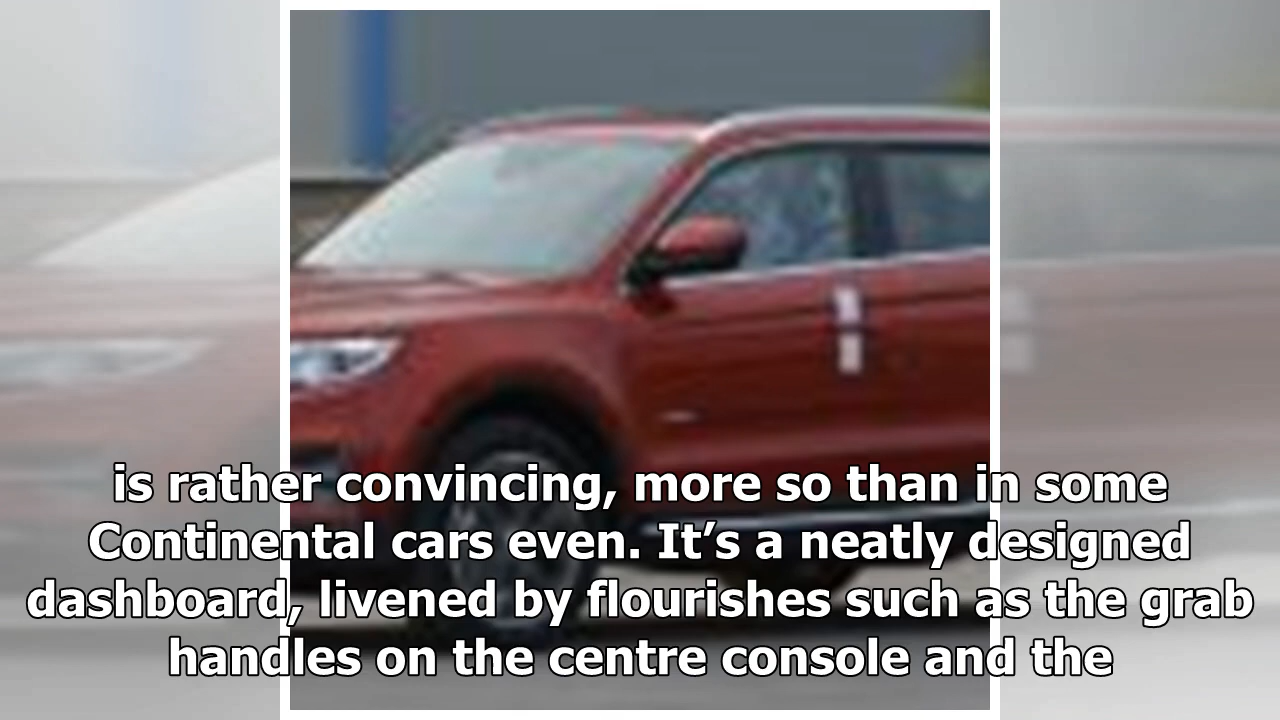 is rather convincing, more so than in some
Continental cars even. It’s a neatly designed
dashboard, livened by flourishes such as the grab
handles on the centre console and the